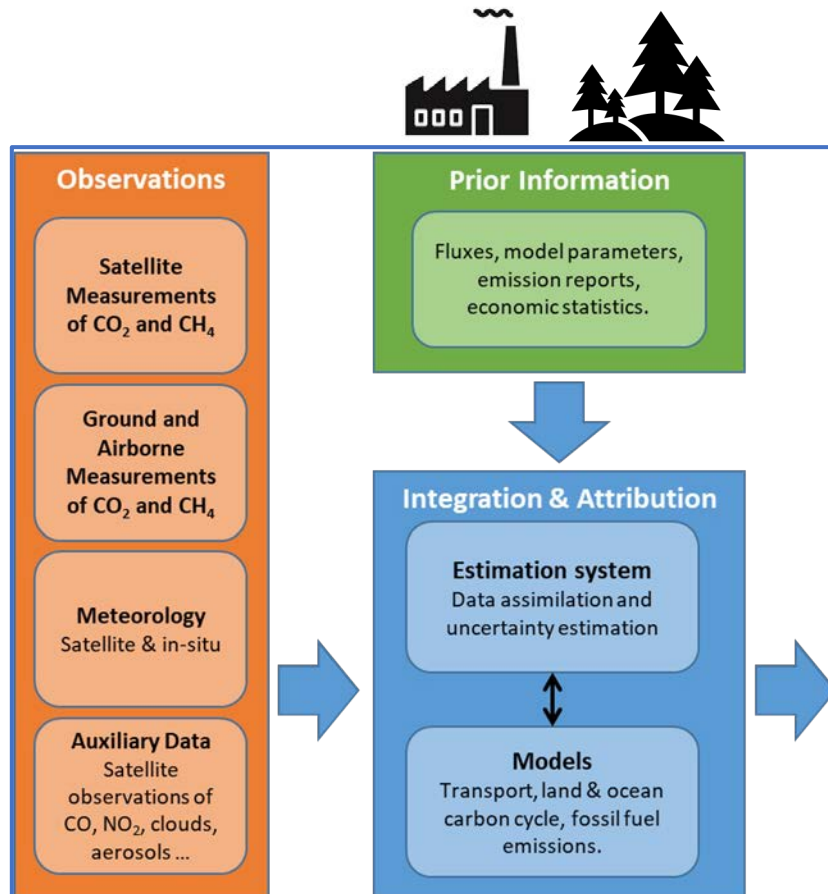 Observations
Satellite
Measurements
of CO₂ and CH₄
Ground and
Airborne
Measurements
of CO₂ and CH₄
Meteorology
Satellite & in-situ
Auxiliary Data
Satellite
observations of
CO, NO₂, clouds,
aerosols ...
Prior Information
Fluxes, model parameters,
emission reports,
economic statistics.
Integration & Attribution
Estimation system
Data assimilation and
uncertainty estimation
Models
Transport, land & ocean
carbon cycle, fossil fuel
emissions.